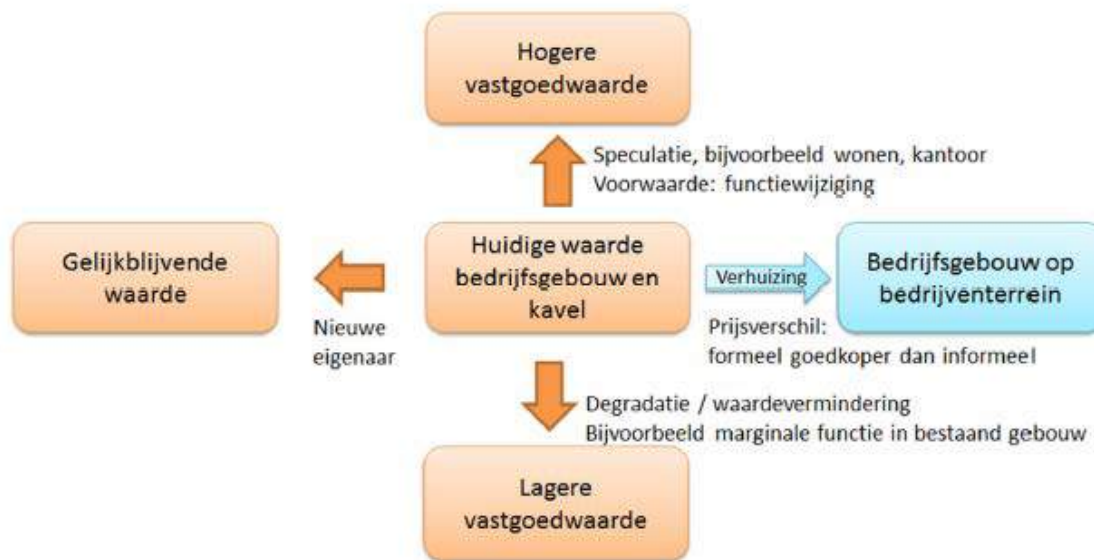 Hogere
vastgoedwaarde
Speculatie, bijvoorbeeld wonen, kantoor
Voorwaarde: functiewijziging
Gelijkblijvende
waarde
Huidige waarde
bedrijfsgebouw en
kavel
Verhuizing
Bedrijfsgebouw op
bedrijventerrein
Nieuwe
eigenaar
Prijsverschil:
formeel goedkoper dan informeel
Degradatie / waardevermindering
Bijvoorbeeld marginale functie in bestaand gebouw
Lagere
vastgoedwaarde